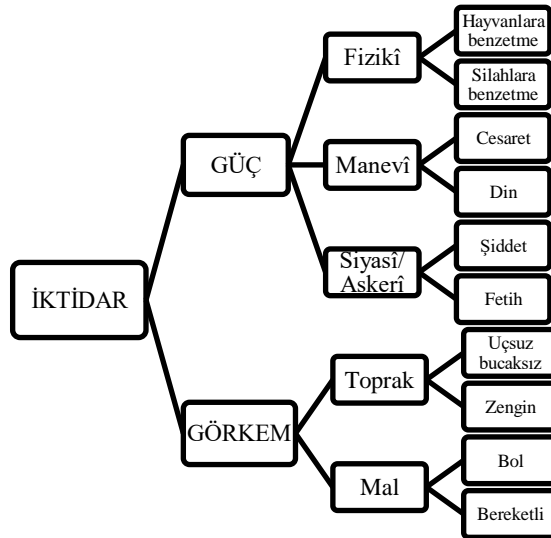 İKTİDAR
GÜÇ
Fizikî
Hayvanlara
benzetme
Silahlara
benzetme
Manevî
Cesaret
Din
Siyasî/
Askerî
Şiddet
Fetih
GÖRKEM
Toprak
Uçsuz
bucaksız
Zengin
Mal
Bol
Bereketli